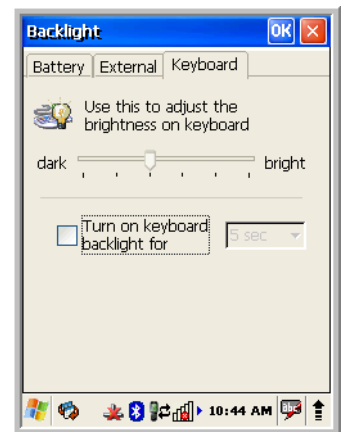 Backlight OK
Battery External Keyboard
Use this to adjust the
brightness on keyboard
dark bright
Turn on keyboard 5 sec
backlight for
10:44 AM